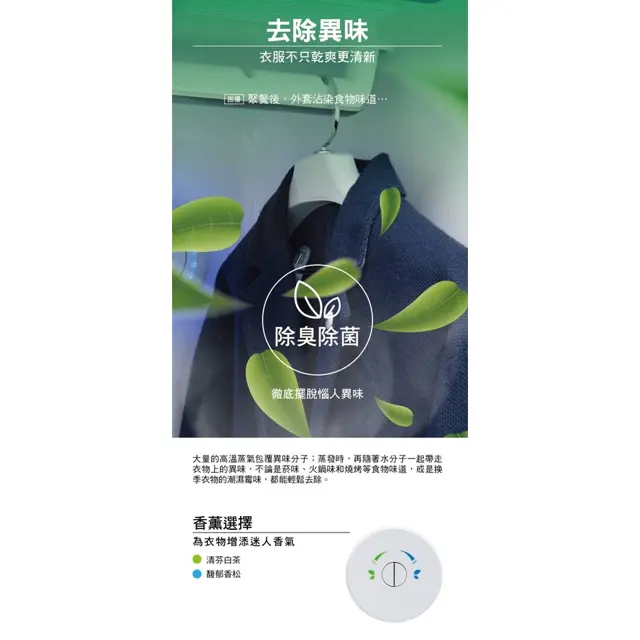 去除異味
衣服不只乾爽更清新
困擾 聚餐後，外套沾染食物味道…
除臭除菌
徹底擺脫惱人異味
大量的高溫蒸氣包覆異味分子；蒸發時，再隨著水分子一起帶走
衣物上的異味，不論是菸味、火鍋味和燒烤等食物味道，或是換
季衣物的潮濕霉味，都能輕鬆去除。
香薰選擇
為衣物增添迷人香氣
清芬白茶
馥郁香松